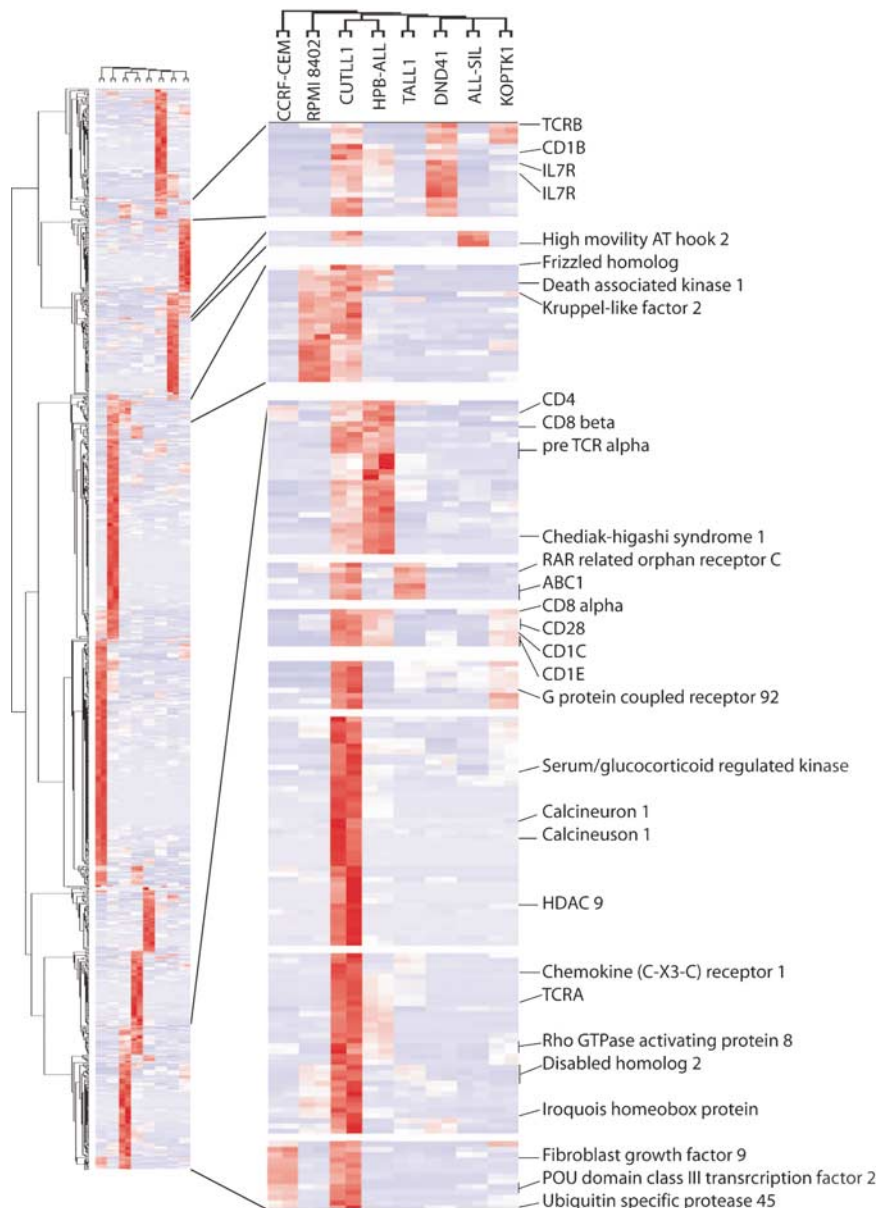 CCRF-CEM
RPMI 8402
CUTLL1
HPB-ALL
TALL1
DND41
ALL-SIL
KOPTK1
TCRB
CD1B
IL7R
IL7R
High movility AT hook 2
Frizzled homolog
Death associated kinase 1
Kruppel-like factor 2
CD4
CD8 beta
pre TCR alpha
Chediak-higashi syndrome 1
RAR related orphan receptor C
ABC1
CD8 alpha
CD28
CD1C
CD1E
G protein coupled receptor 92
Serum/glucocorticoid regulated kinase
Calcineuron 1
Calcineuson 1
HDAC 9
Chemokine (C-X3-C) receptor 1
TCRA
Rho GTPase activating protein 8
Disabled homolog 2
Iroquois homeobox protein
Fibroblast growth factor 9
POU domain class III transrcription factor 2
Ubiquitin specific protease 45